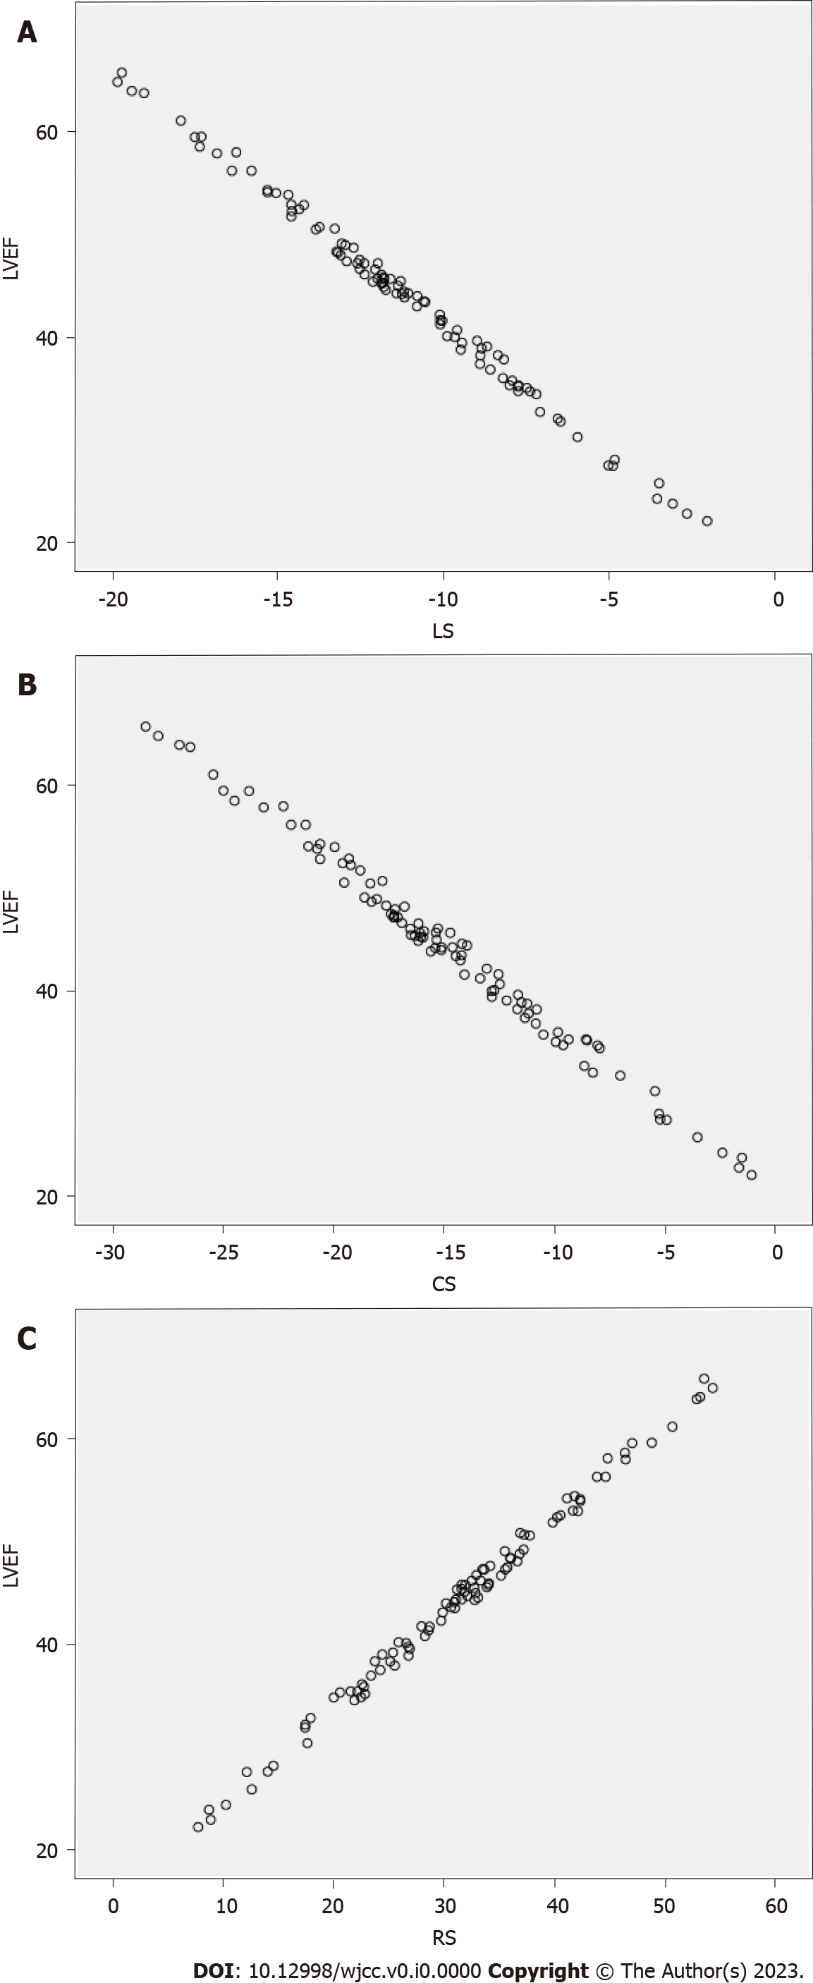 A
LVEF
60
40
20
-20 -15 -10 -5 0
LS
B
LVEF
60
40
20
-30 -25 -20 -15 -10 -5 0
CS
C
LVEF
60
40
20
0 10 20 30 40 50 60
RS
DOI: 10.12998/wjcc.v0.i0.0000 Copyright © The Author(s) 2023.